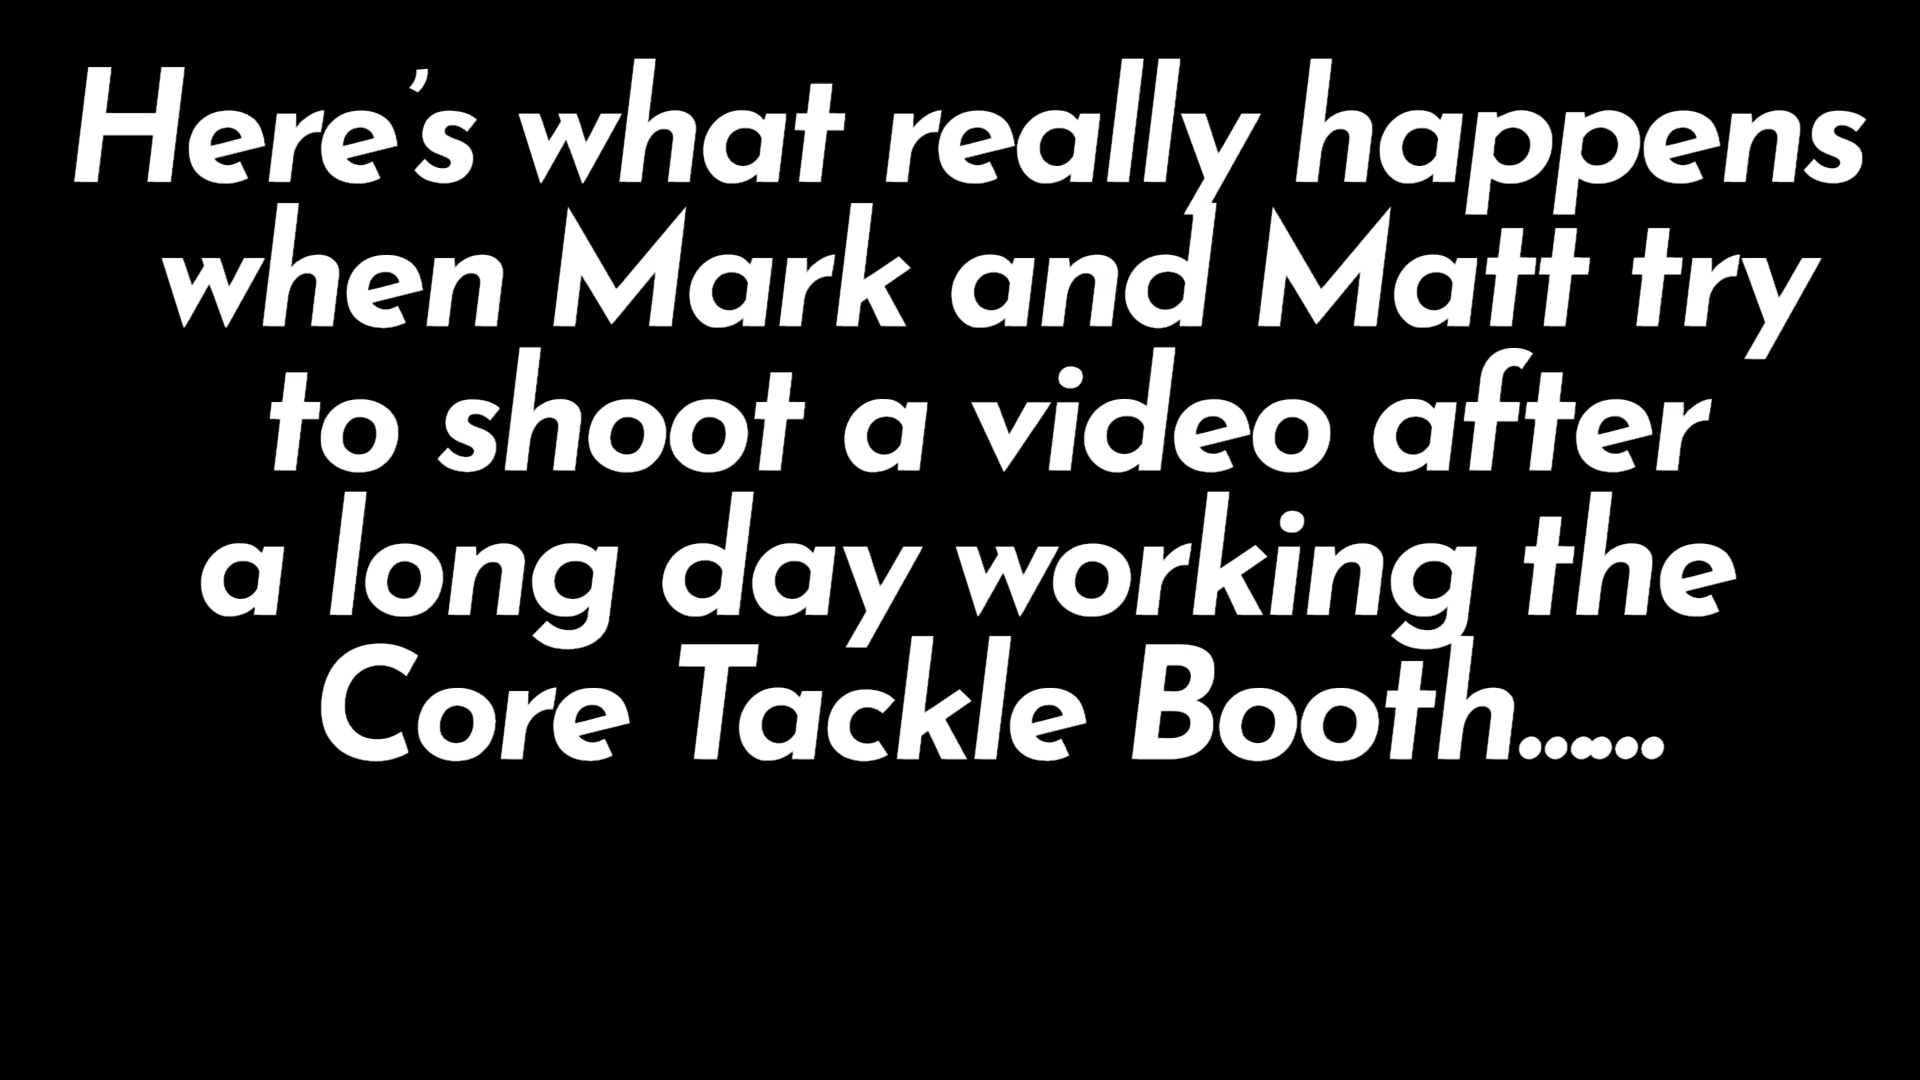 Here's what really happens
when Mark and Matt try
to shoot a video after
a long day working the
Core Tackle Booth......